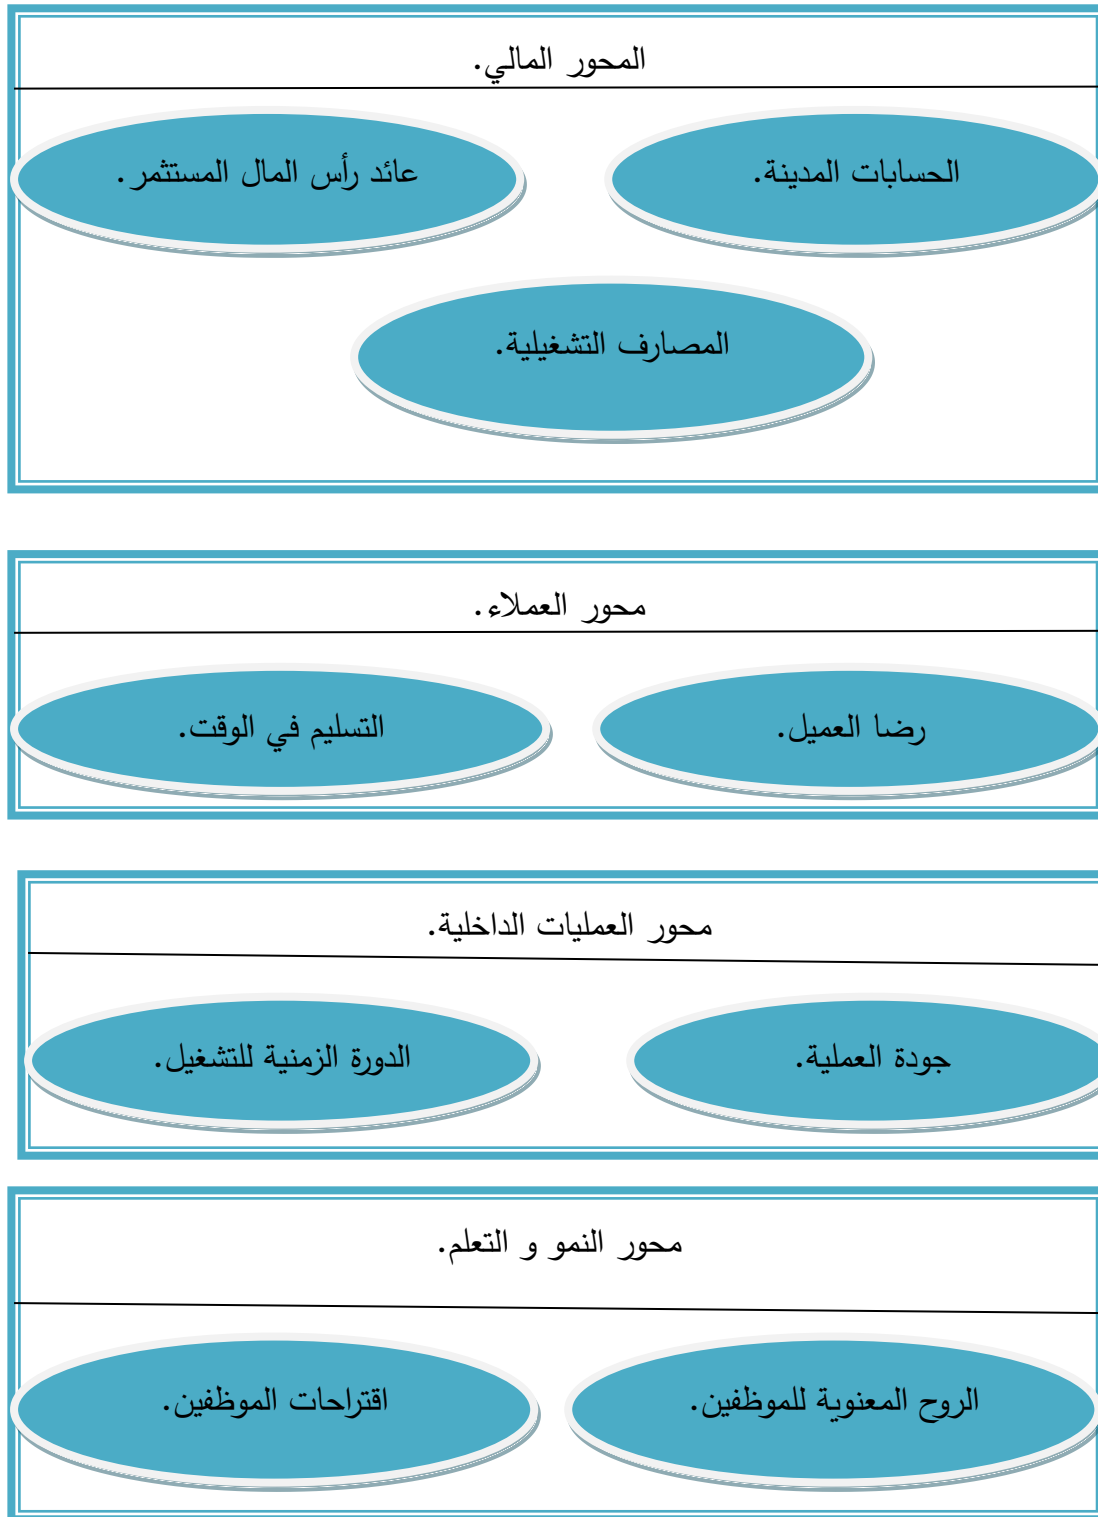 المحور المالي.
الحسابات المدينة.
عائد رأس المال المستثمر.
المصارف التشغيلية.
محور العملاء.
رضا العميل.
التسليم في الوقت.
محور العمليات الداخلية.
جودة العملية.
الدورة الزمنية للتشغيل.
محور النمو و التعلم.
الروح المعنوية للموظفين.
اقتراحات الموظفين.